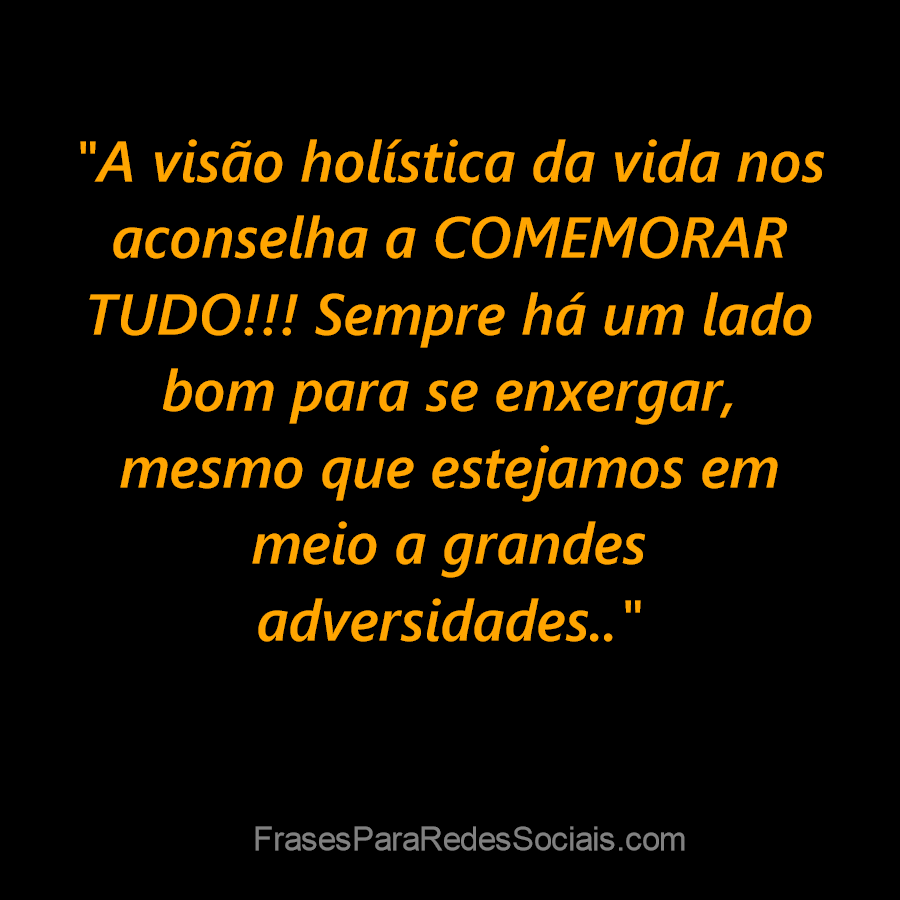 "A visão holística da vida nos
aconselha a COMEMORAR
TUDO!!! Sempre há um lado
bom para se enxergar,
mesmo que estejamos em
meio a grandes
adversidades.."
FrasesParaRedesSociais.com